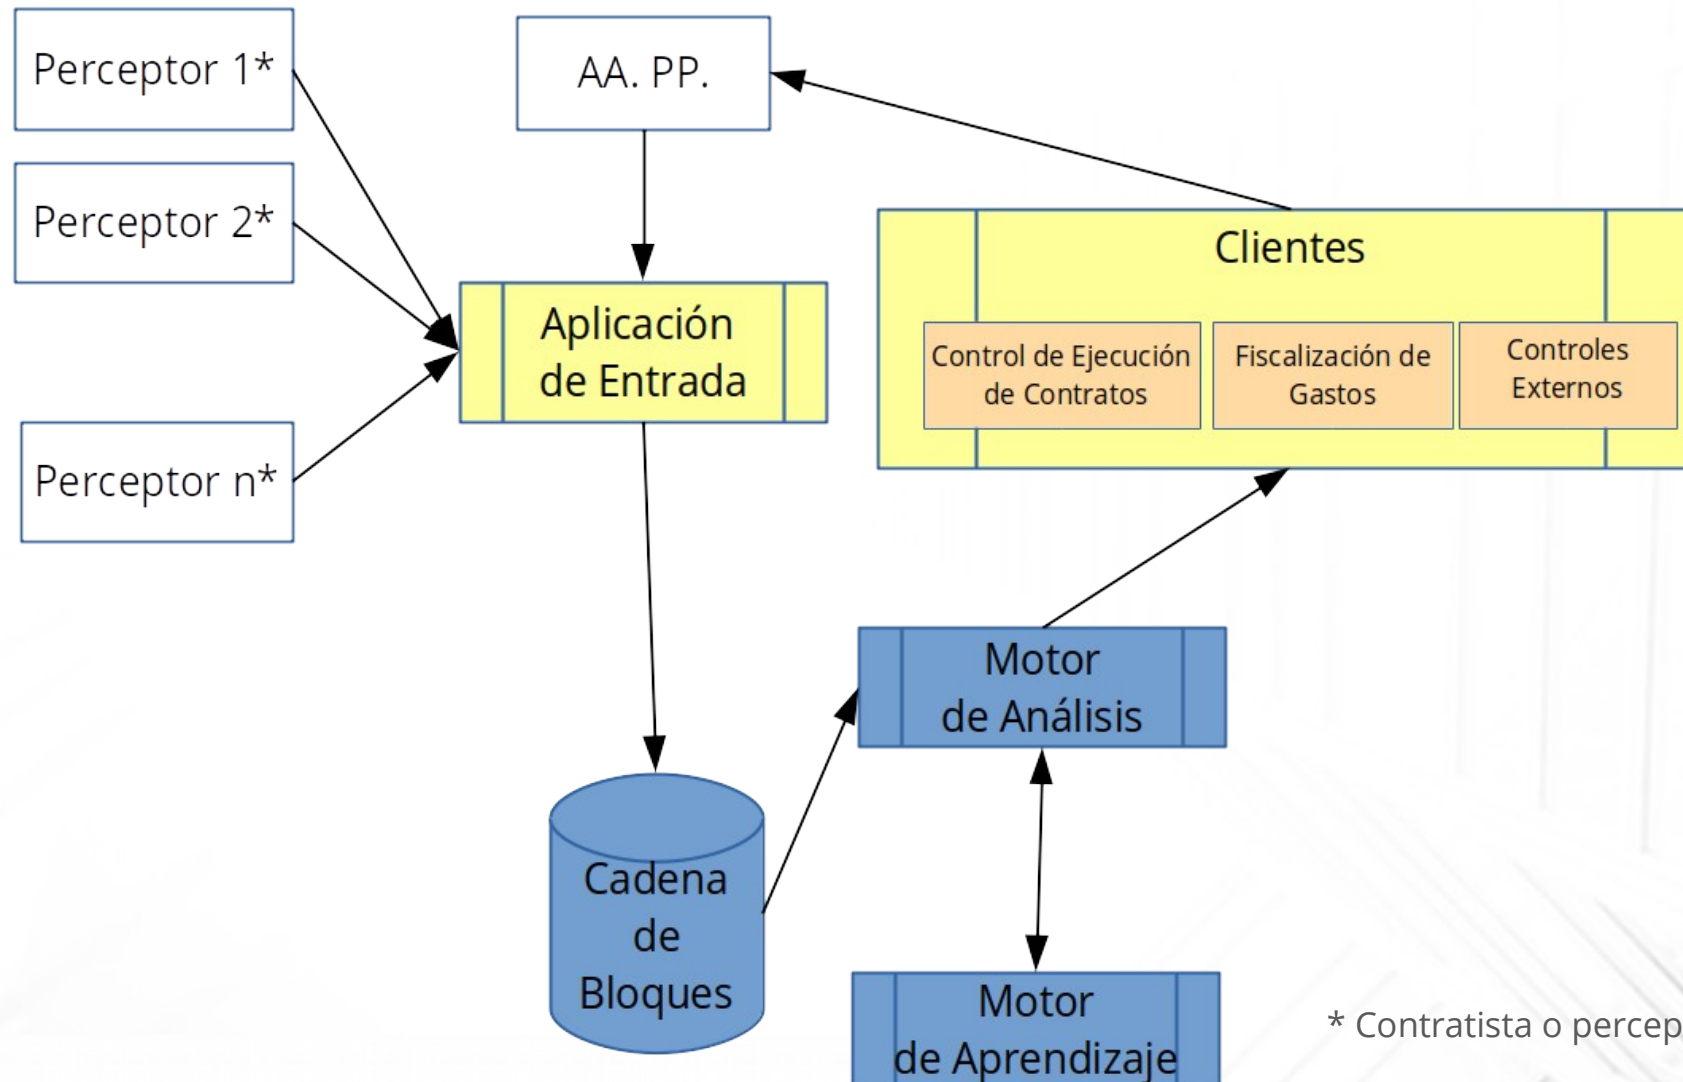 Perceptor 1*
AA. PP.
Perceptor 2*
Clientes
Aplicación
de Entrada
Control de Ejecución
de Contratos
Fiscalización de
Gastos
Controles
Externos
Perceptor n*
Motor
de Análisis
Cadena
de
Bloques
Motor
de Aprendizaje
* Contratista o percep